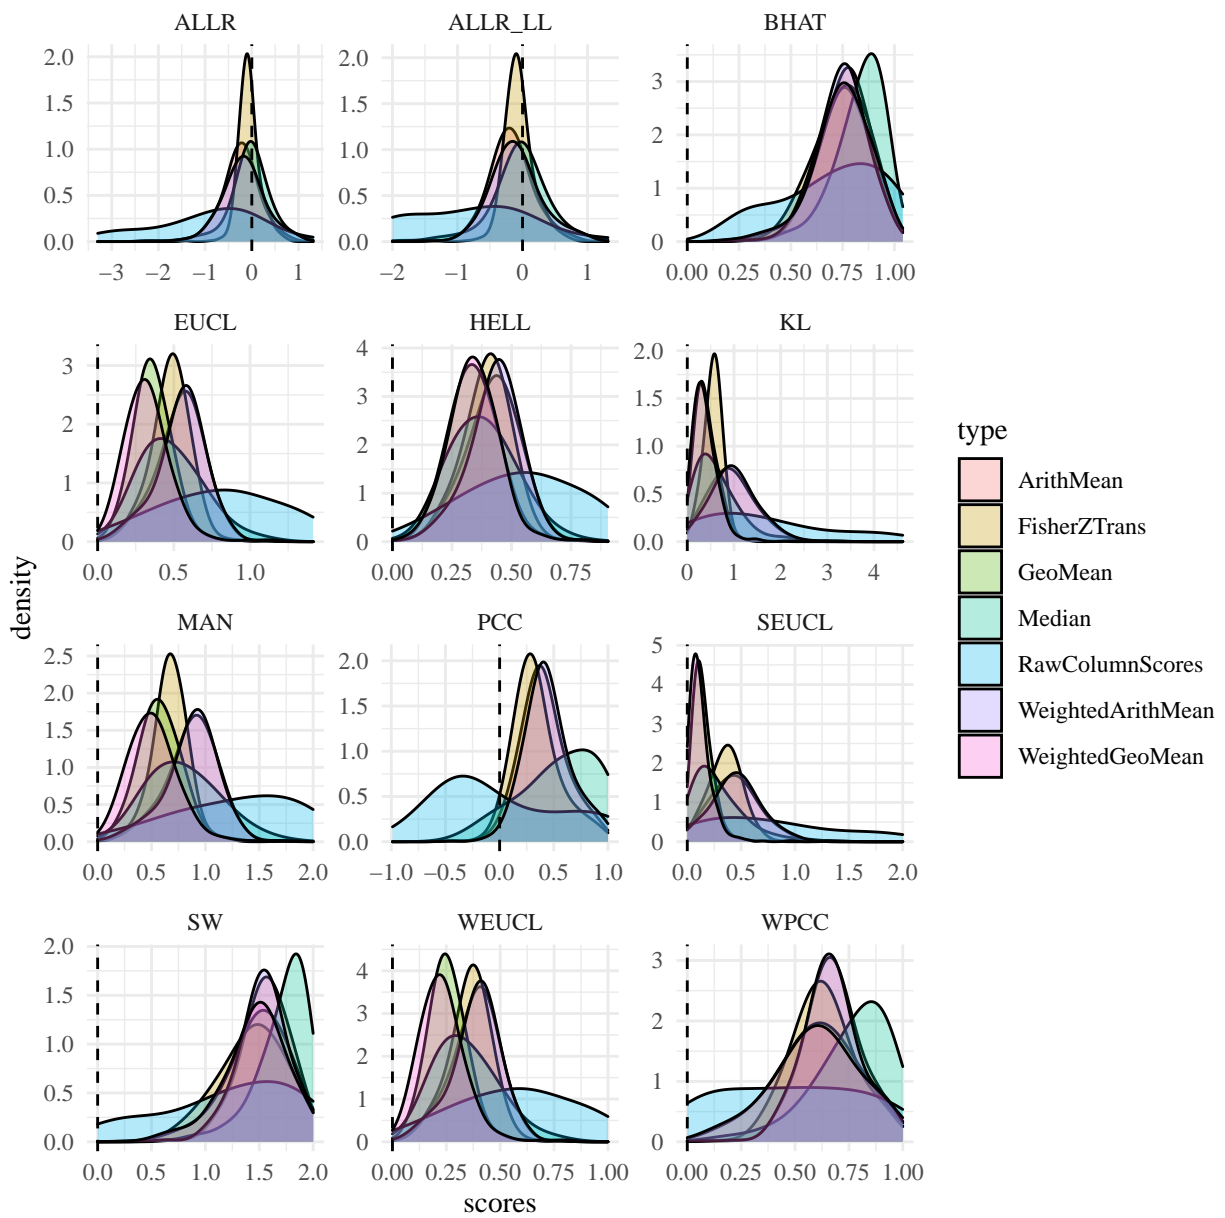 ALLR ALLR_LL BHAT
2.0 1.5 1.0 0.5 0.0
−3 −2 −1 0 1
2.0 1.5 1.0 0.5 0.0
−2 −1 0 1
3 2 1 0
0.00 0.25 0.50 0.75 1.00
EUCL HELL KL
3 2 1 0
0.0 0.5 1.0
4 3 2 1 0
0.00 0.25 0.50 0.75
2.0 1.5 1.0 0.5 0.0
0 1 2 3 4
density
MAN PCC SEUCL
2.5 2.0 1.5 1.0 0.5 0.0
0.0 0.5 1.0 1.5 2.0
2.0 1.5 1.0 0.5 0.0
−1.0 −0.5 0.0 0.5 1.0
5 4 3 2 1 0
0.0 0.5 1.0 1.5 2.0
SW WEUCL WPCC
2.0 1.5 1.0 0.5 0.0
0.0 0.5 1.0 1.5 2.0
4 3 2 1 0
0.00 0.25 0.50 0.75 1.00
3 2 1 0
0.00 0.25 0.50 0.75 1.00
scores
type
ArithMean
FisherZTrans
GeoMean
Median
RawColumnScores
WeightedArithMean
WeightedGeoMean